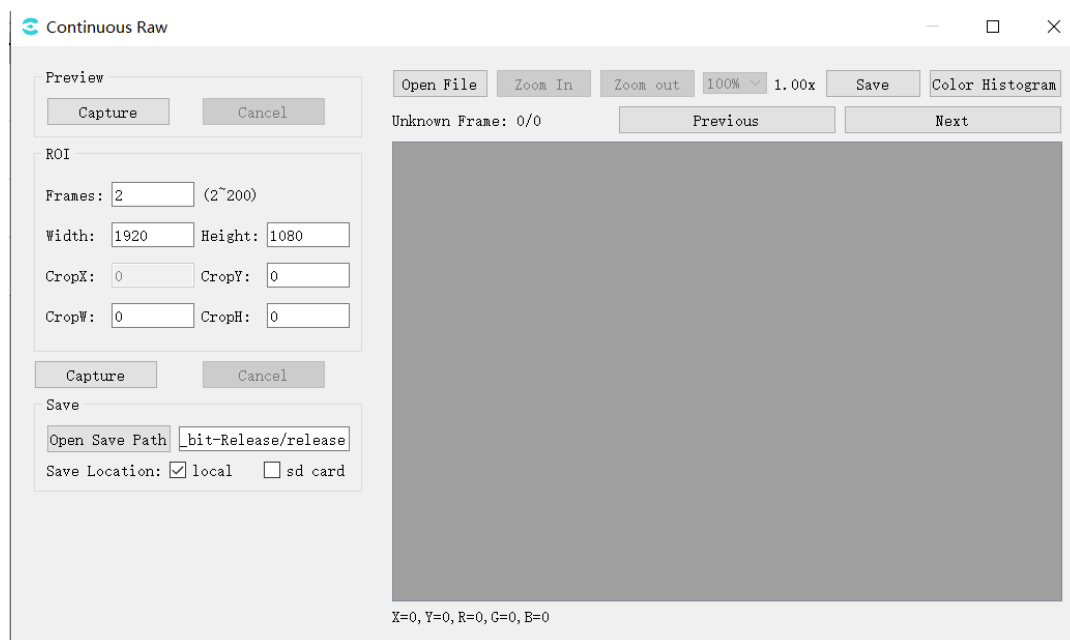 Continuous Raw
Preview
Capture Cancel
ROI
Frames: 2 (2~200)
Width: 1920 Height: 1080
CropX: 0 CropY: 0
CropW: 0 CropH: 0
Capture Cancel
Save
Open Save Path _bit-Release/release
Save Location: local sd card
Open File Zoom In Zoom out 100% 1.00x Save Color Histogram
Unknown Frame: 0/0 Previous Next
X=0,Y=0,R=0,G=0,B=0